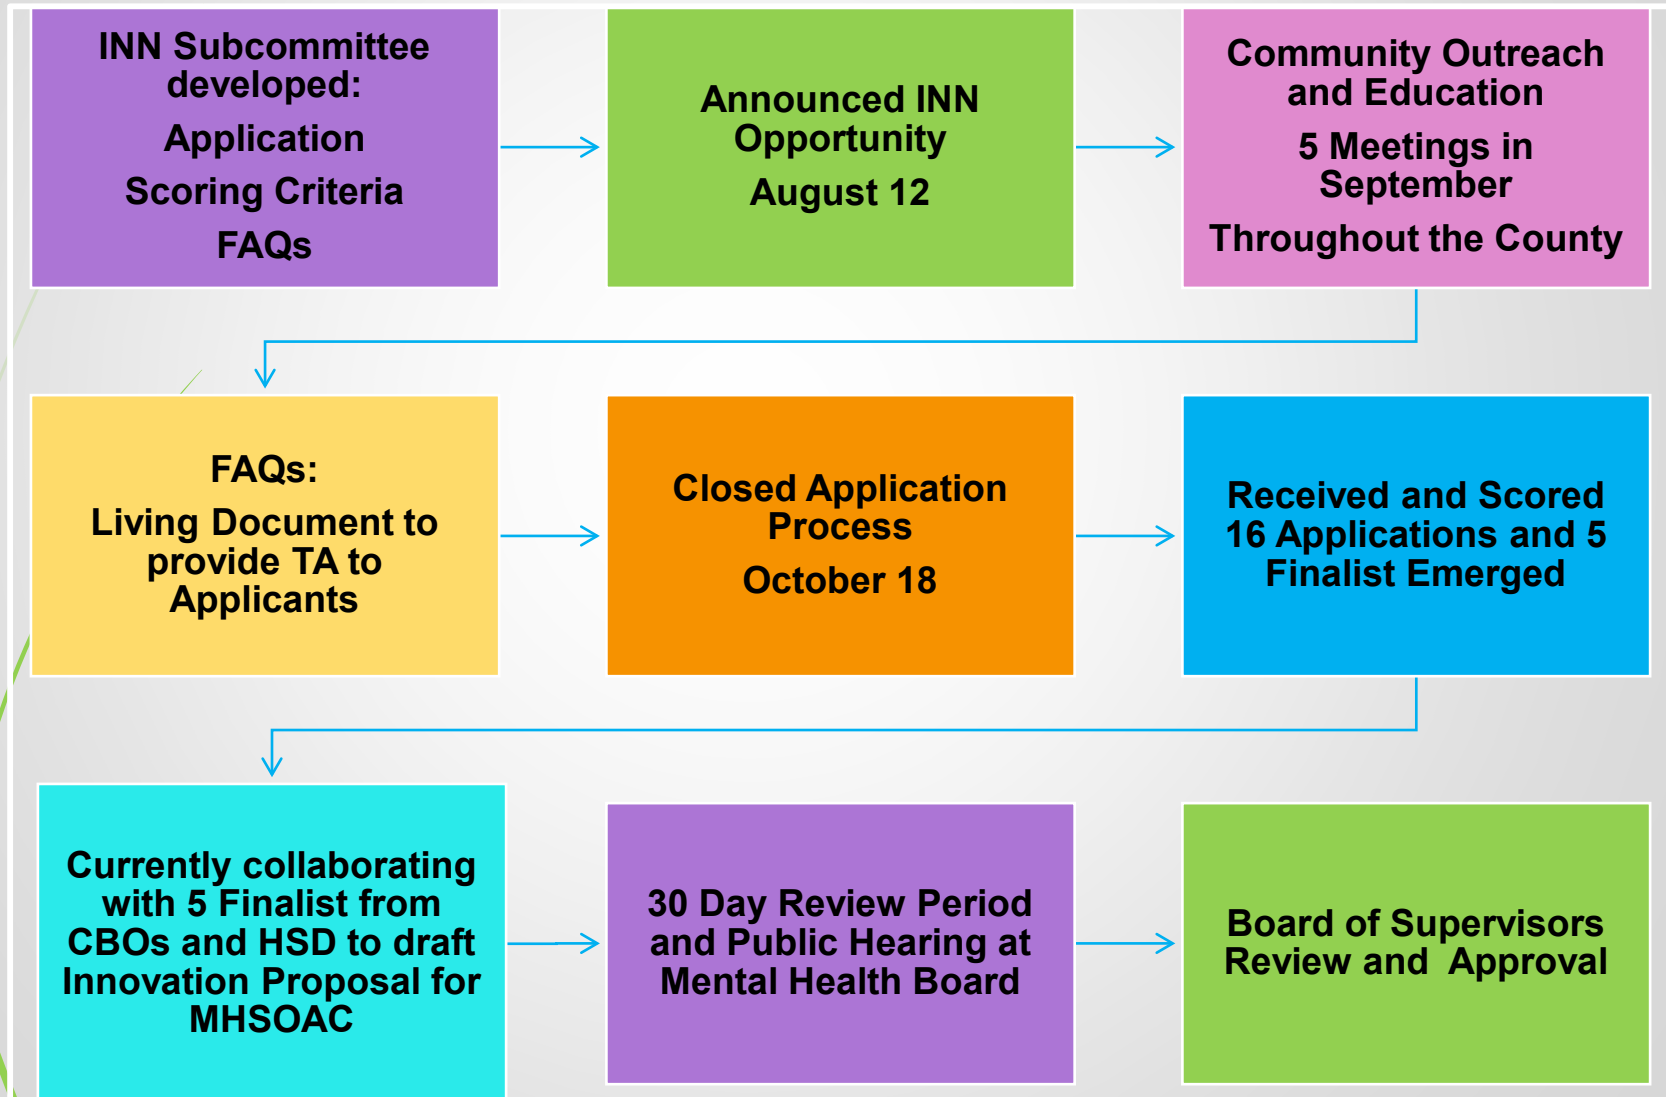 INN Subcommittee
developed:
Application
Scoring Criteria
FAQs
Announced INN
Opportunity
August 12
Community Outreach
and Education
5 Meetings in
September
Throughout the County
FAQs:
Living Document to
provide TA to
Applicants
Closed Application
Process
October 18
Received and Scored
16 Applications and 5
Finalist Emerged
Currently collaborating
with 5 Finalist from
CBOs and HSD to draft
Innovation Proposal for
MHSOAC
30 Day Review Period
and Public Hearing at
Mental Health Board
Board of Supervisors
Review and Approval